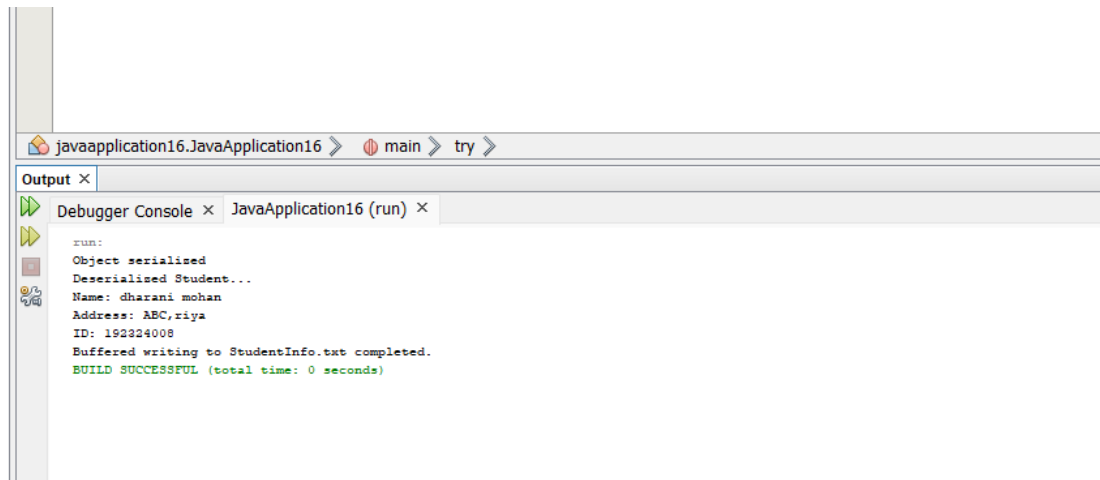 javaapplication16.JavaApplication16 main try
Output
Debugger Console JavaApplication16 (run)
run:
Object serialized
Deserialized Student...
Name: dharani mohan
Address: ABC,riya
ID: 192324008
Buffered writing to StudentInfo.txt completed.
BUILD SUCCESSFUL (total time: 0 seconds)